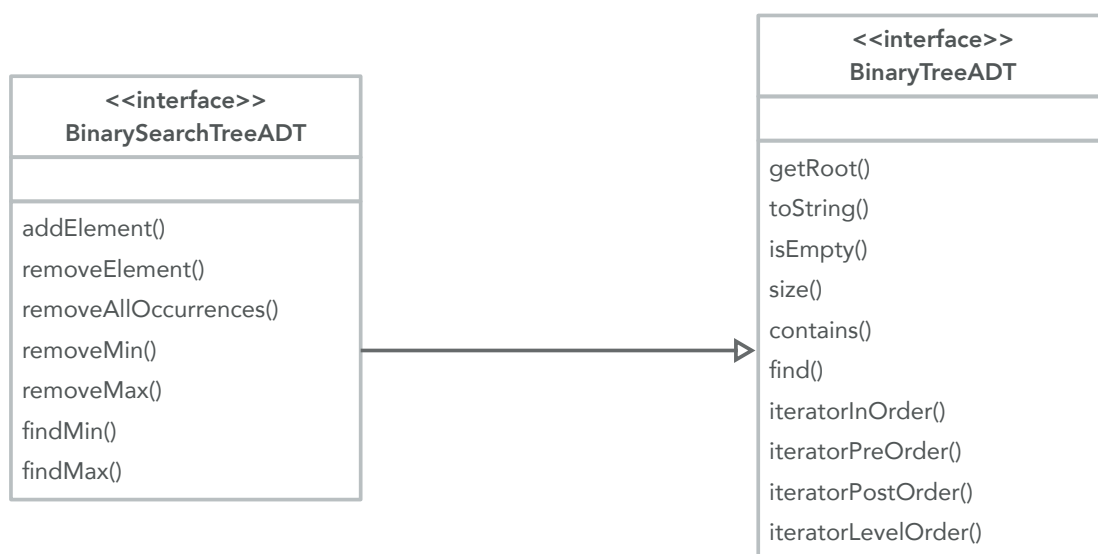 <<interface>>
BinarySearchTreeADT
addElement()
removeElement()
removeAllOccurrences()
removeMin()
removeMax()
findMin()
findMax()
<<interface>>
BinaryTreeADT
getRoot()
toString()
isEmpty()
size()
contains()
find()
iteratorInOrder()
iteratorPreOrder()
iteratorPostOrder()
iteratorLevelOrder()